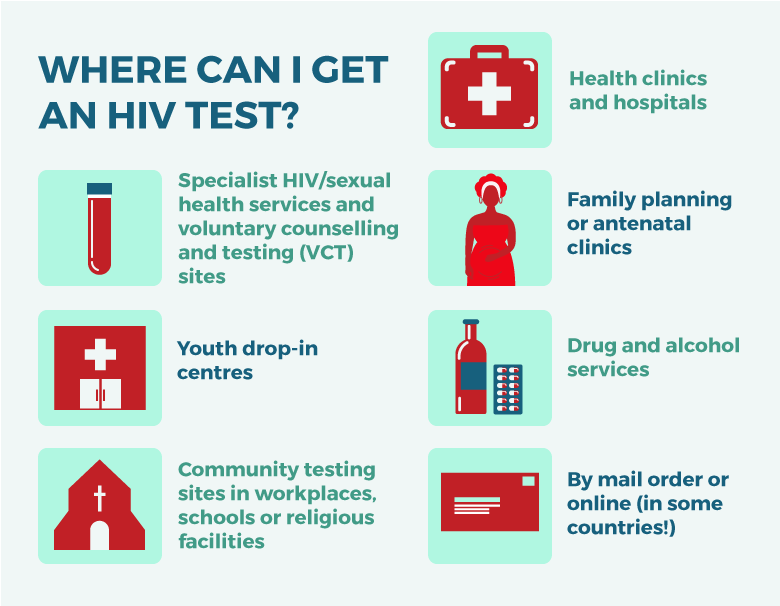 WHERE CAN I GET
AN HIV TEST?
Health clinics
and hospitals
Specialist HIV/sexual
health services and
voluntary counselling
and testing (VCT)
sites
Family planning
or antenatal
clinics
Youth drop-in
centres
Drug and alcohol
services
Community testing
sites in workplaces,
schools or religious
facilities
By mail order or
online (in some
countries!)